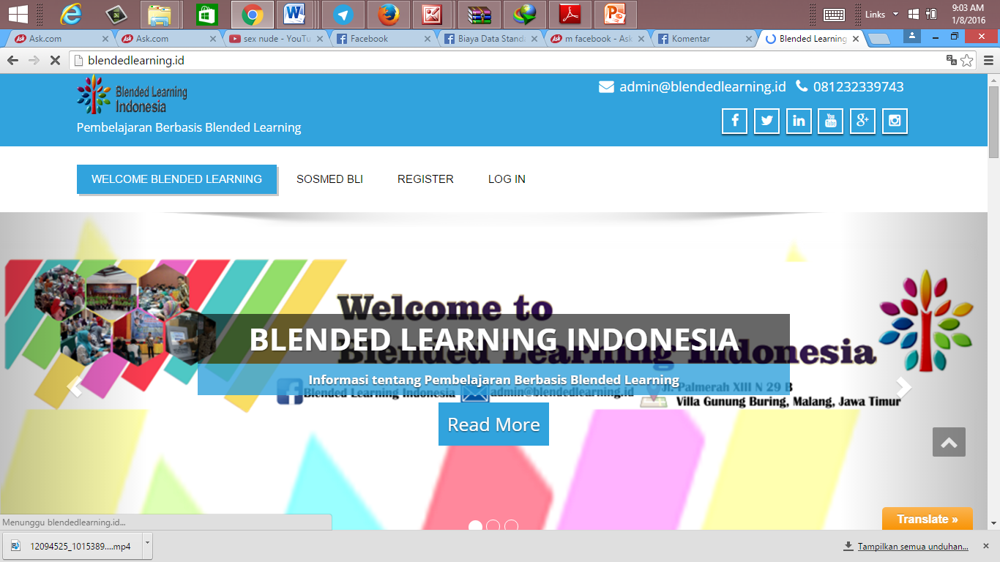 Links
9:03 AM
1/8/2016
Ask.com
Ask.com
sex nude - YouTu
Facebook
Biaya Data Standa
m facebook - Ask
Komentar
Blended Learning
blendedlearning.id
Blended Learning
Indonesia
Pembelajaran Berbasis Blended Learning
admin@blendedlearning.id
081232339743
WELCOME BLENDED LEARNING
SOSMED BLI
REGISTER
LOG IN
Welcome to
Blended Learning Indonesia
BLENDED LEARNING INDONESIA
Informasi tentang Pembelajaran Berbasis Blended Learning
Blended Learning Indonesia
admin@blendedlearning.id
Jl. Palmerah XIII N 29 B
Villa Gunung Buring, Malang, Jawa Timur
Read More
Translate »
Menunggu blendedlearning.id...
12094525_1015389....mp4
Tampilkan semua unduhan...